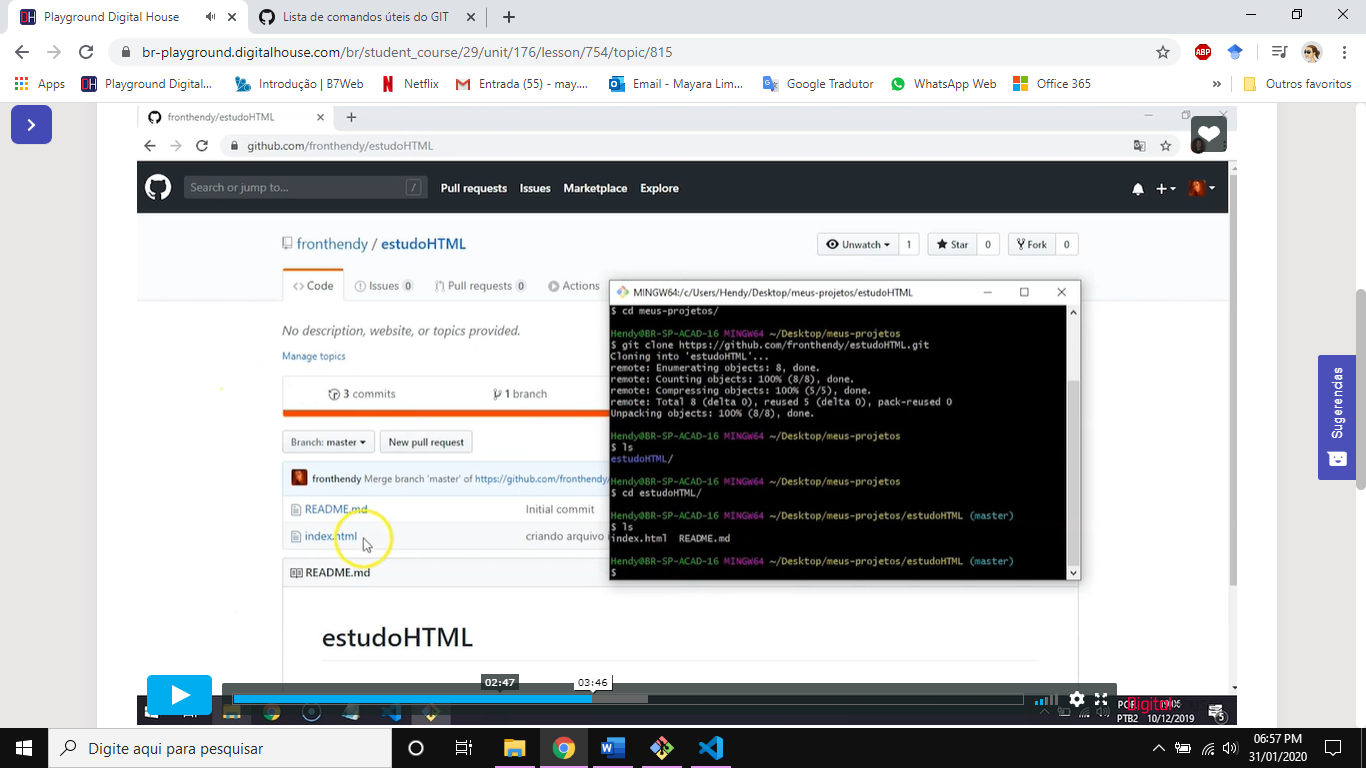 Playground Digital House
Lista de comandos úteis do GIT
br-playground.digitalhouse.com/br/student_course/29/unit/176/lesson/754/topic/815
ABP
Apps
Playground Digital...
Introdução | B7Web
Netflix
Entrada (55) - may....
Email - Mayara Lim...
Google Tradutor
WhatsApp Web
Office 365
»
Outros favoritos
fronthendy/estudoHTML
github.com/fronthendy/estudoHTML
Search or jump to...
/
Pull requests
Issues
Marketplace
Explore
fronthendy / estudoHTML
Unwatch
1
Star
0
Fork
0
Code
Issues 0
Pull requests 0
Actions
No description, website, or topics provided.
Manage topics
3 commits
1 branch
Branch: master
New pull request
fronthendy Merge branch 'master' of https://github.com/fronthendy
README.md
Initial commit
index.html
criando arquivo
README.md
estudoHTML
MINGW64:/c/Users/Hendy/Desktop/meus-projetos/estudoHTML
$ cd meus-projetos/
Hendy@BR-SP-ACAD-16 MINGW64 ~/Desktop/meus-projetos
$ git clone https://github.com/fronthendy/estudoHTML.git
Cloning into 'estudoHTML'...
remote: Enumerating objects: 8, done.
remote: Counting objects: 100% (8/8), done.
remote: Compressing objects: 100% (5/5), done.
remote: Total 8 (delta 0), reused 5 (delta 0), pack-reused 0
Unpacking objects: 100% (8/8), done.
Hendy@BR-SP-ACAD-16 MINGW64 ~/Desktop/meus-projetos
$ ls
estudoHTML/
Hendy@BR-SP-ACAD-16 MINGW64 ~/Desktop/meus-projetos
$ cd estudoHTML/
Hendy@BR-SP-ACAD-16 MINGW64 ~/Desktop/meus-projetos/estudoHTML (master)
$ ls
index.html README.md
Hendy@BR-SP-ACAD-16 MINGW64 ~/Desktop/meus-projetos/estudoHTML (master)
$
Sugerencias
02:47
03:46
Digital
PTB2
10/12/2019
5
Digite aqui para pesquisar
06:57 PM
31/01/2020